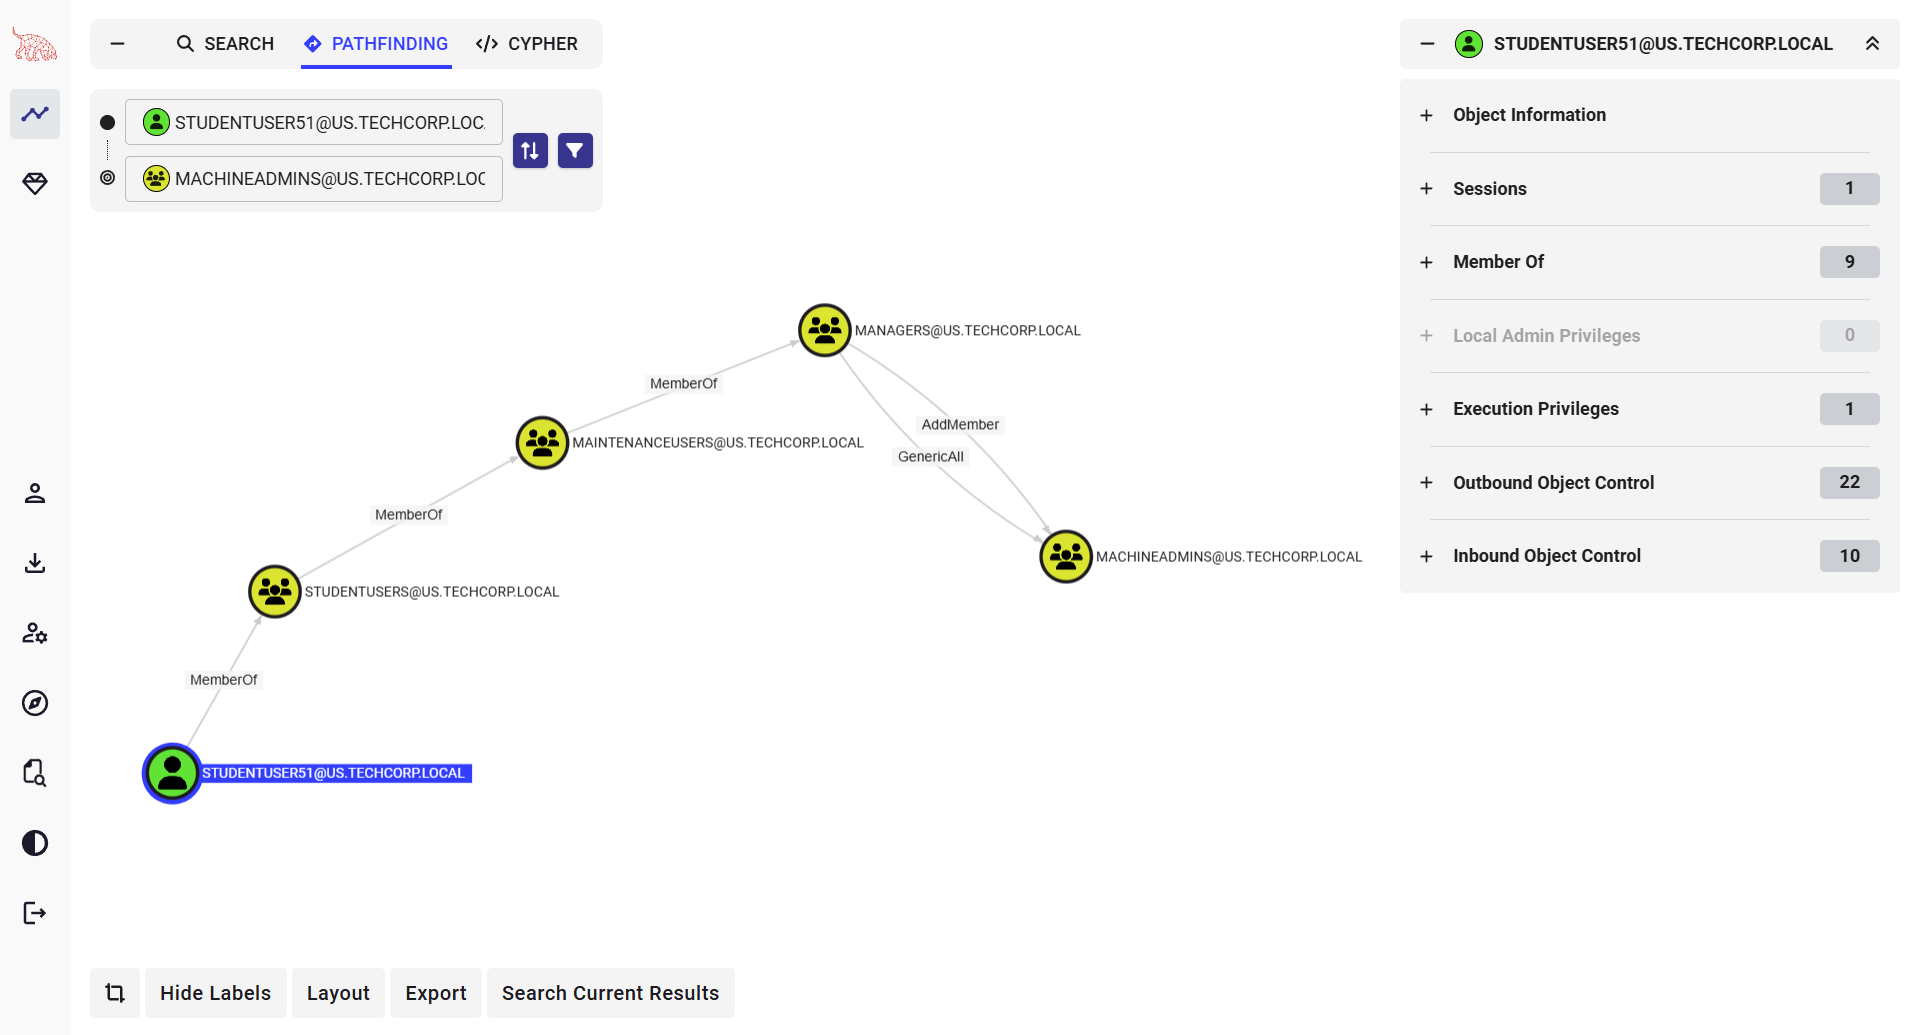 SEARCH
PATHFINDING
CYPHER
STUDENTUSER51@US.TECHCORP.LOC
MACHINEADMINS@US.TECHCORP.LOC
MANAGERS@US.TECHCORP.LOCAL
MemberOf
AddMember
MAINTENANCEUSERS@US.TECHCORP.LOCAL
GenericAll
MemberOf
MACHINEADMINS@US.TECHCORP.LOCAL
STUDENTUSERS@US.TECHCORP.LOCAL
MemberOf
STUDENTUSER51@US.TECHCORP.LOCAL
Hide Labels
Layout
Export
Search Current Results
STUDENTUSER51@US.TECHCORP.LOCAL
Object Information
Sessions 1
Member Of 9
Local Admin Privileges 0
Execution Privileges 1
Outbound Object Control 22
Inbound Object Control 10